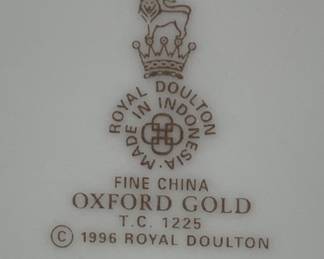 ROYAL DOULTON
MADE IN INDONESIA
FINE CHINA
OXFORD GOLD
T.C. 1225
© 1996 ROYAL DOULTON